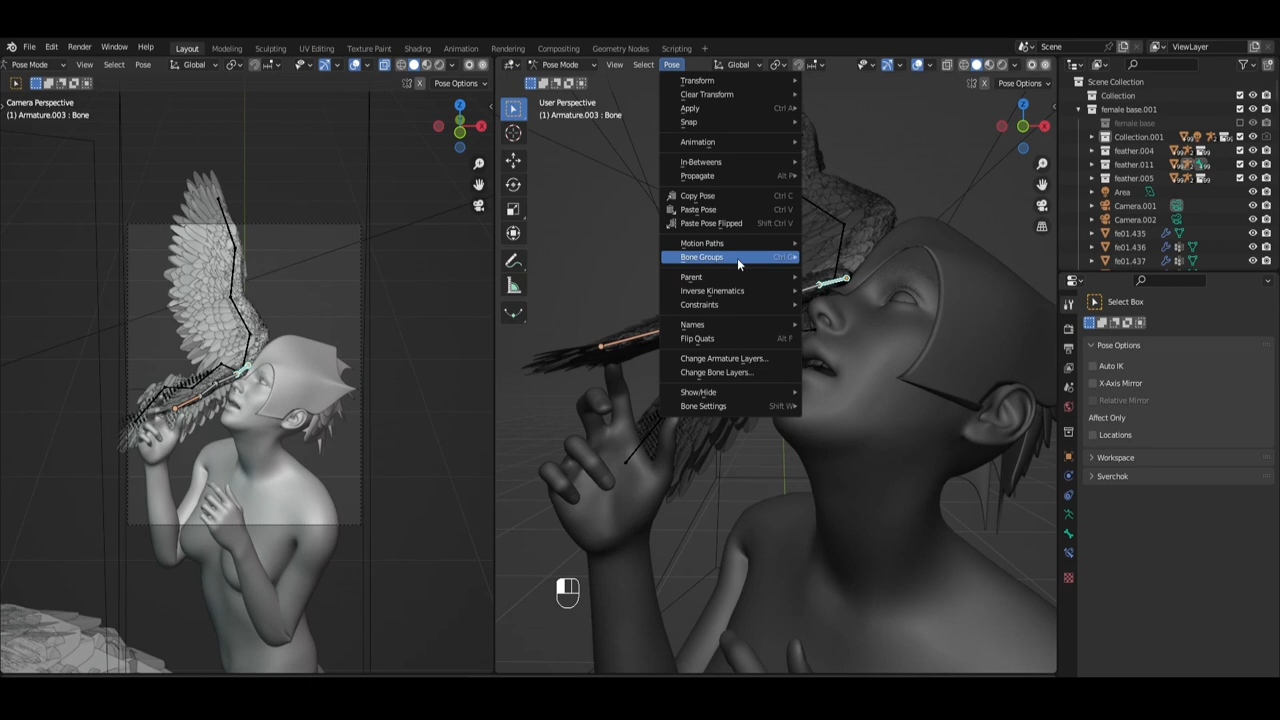 File Edit Render Window Help Layout Modeling Sculpting UV Editing Texture Paint Shading Animation Rendering Compositing Geometry Nodes Scripting + Scene ViewLayer
Pose Mode View Select Pose Global Pose Mode View Select Pose Global
X Pose Options X Pose Options
Camera Perspective
(1) Armature.003 : Bone
Z
X
User Perspective
(1) Armature.003 : Bone
Z
X
Transform
Clear Transform
Apply Ctrl A
Snap
Animation
In-Betweens
Propagate Alt P
Copy Pose Ctrl C
Paste Pose Ctrl V
Paste Pose Flipped Shift Ctrl V
Motion Paths
Bone Groups Ctrl G
Parent
Inverse Kinematics
Constraints
Names
Flip Quats Alt F
Change Armature Layers...
Change Bone Layers...
Show/Hide
Bone Settings Shift W
Scene Collection
Collection
female base.001
female base
Collection.001
feather.004
feather.011
feather.005
Area
Camera.001
Camera.002
fe01.435
fe01.436
fe01.437
Select Box
Pose Options
Auto IK
X-Axis Mirror
Relative Mirror
Affect Only
Locations
Workspace
Sverchok